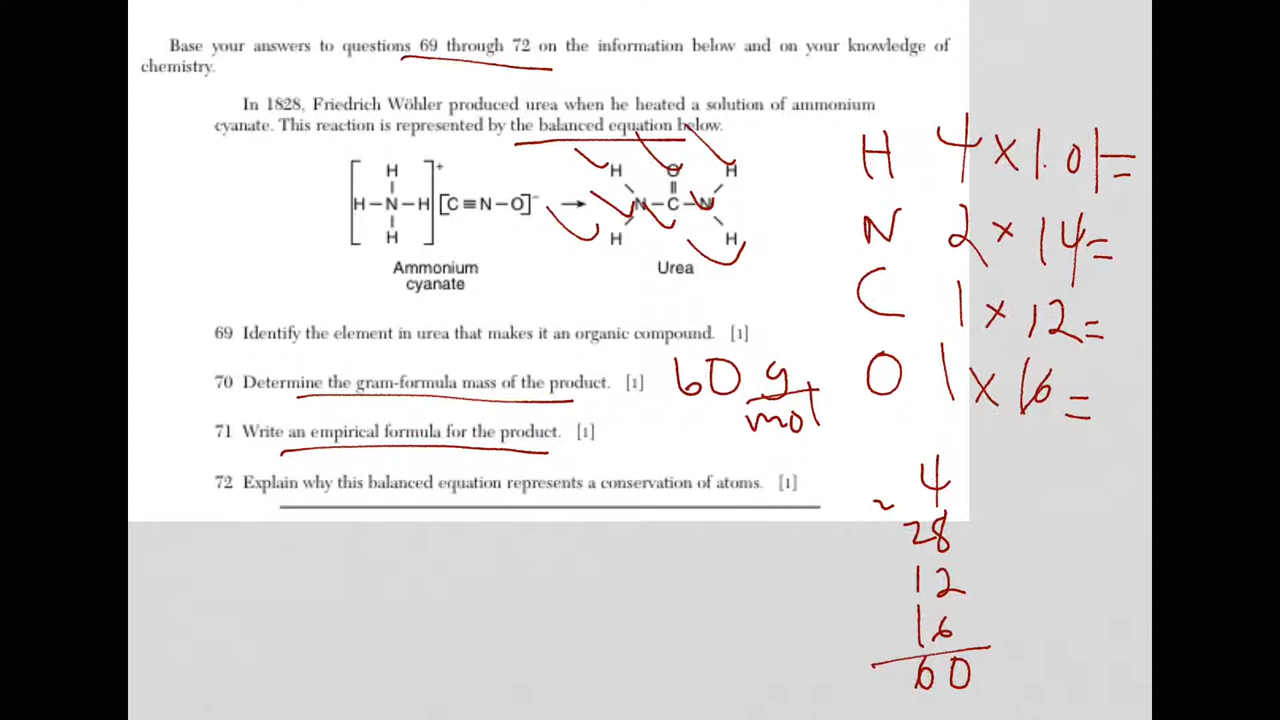 Base your answers to questions 69 through 72 on the information below and on your knowledge of
chemistry.
In 1828, Friedrich Wöhler produced urea when he heated a solution of ammonium
cyanate. This reaction is represented by the balanced equation below.
H
H–N–H
H
+
[C≡N–O]⁻
→
H O H
N–C–N
H H
Ammonium
cyanate
Urea
69 Identify the element in urea that makes it an organic compound. [1]
70 Determine the gram-formula mass of the product. [1]
60 g
mol
71 Write an empirical formula for the product. [1]
72 Explain why this balanced equation represents a conservation of atoms. [1]
H 4 × 1.01=
N 2 × 14=
C 1 × 12=
O 1 × 16=
4
28
12
16
60